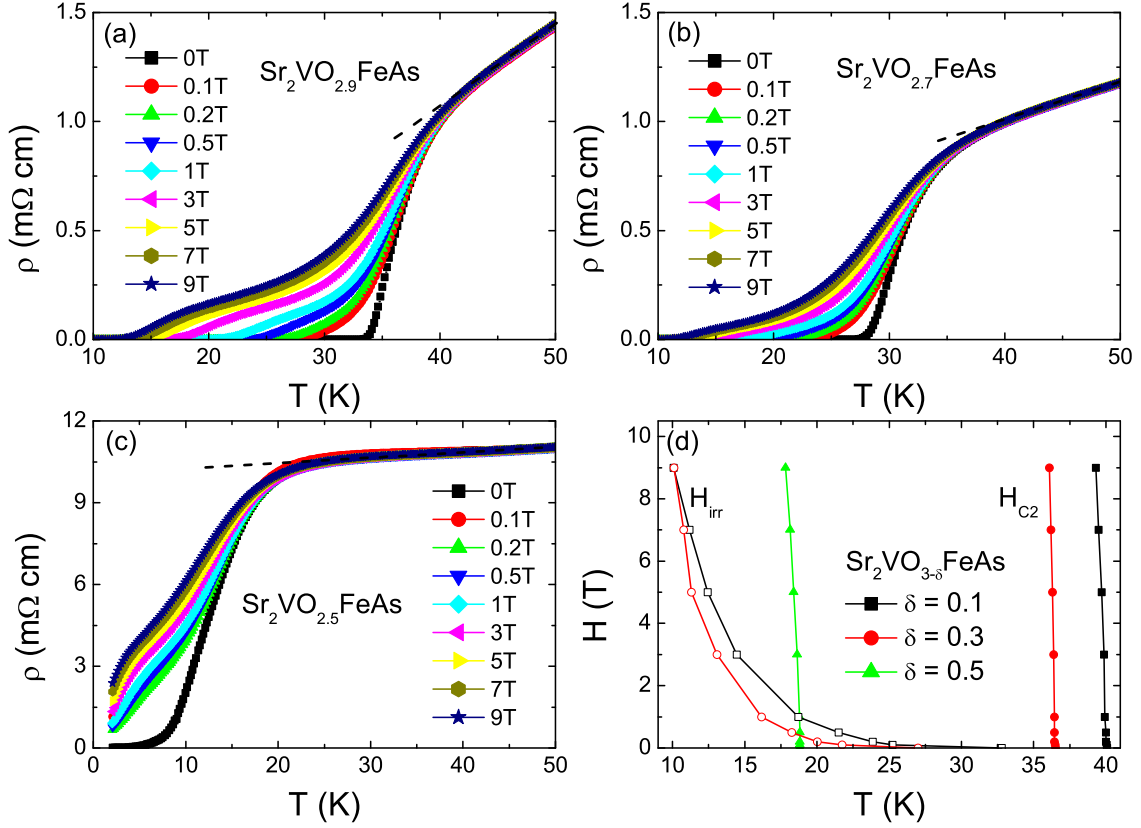 (a)
Sr2VO2.9FeAs
0T
0.1T
0.2T
0.5T
1T
3T
5T
7T
9T
ρ (mΩ cm)
1.5
1.0
0.5
0.0
10 20 30 40 50
T (K)
(b)
Sr2VO2.7FeAs
0T
0.1T
0.2T
0.5T
1T
3T
5T
7T
9T
ρ (mΩ cm)
1.5
1.0
0.5
0.0
10 20 30 40 50
T (K)
(c)
Sr2VO2.5FeAs
0T
0.1T
0.2T
0.5T
1T
3T
5T
7T
9T
ρ (mΩ cm)
12
9
6
3
0
0 10 20 30 40 50
T (K)
(d)
Hirr
HC2
Sr2VO3-δFeAs
δ = 0.1
δ = 0.3
δ = 0.5
H (T)
10
8
6
4
2
0
10 15 20 25 30 35 40
T (K)